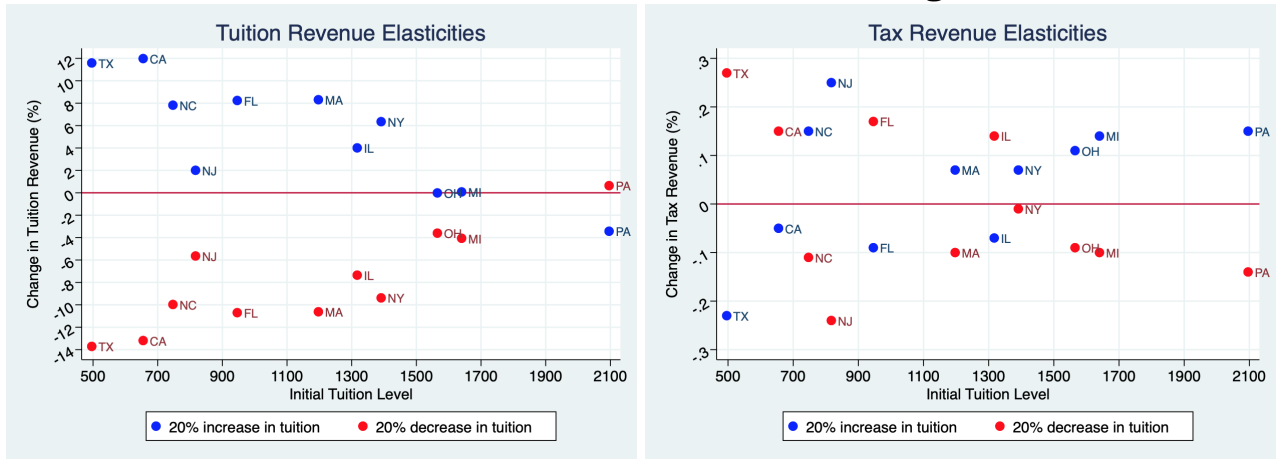 Tuition Revenue Elasticities
Change in Tuition Revenue (%)
12
10
8
6
4
2
0
-2
-4
-6
-8
-10
-12
-14
TX
CA
NC
FL
MA
NY
NJ
IL
OH
MI
PA
PA
OH
MI
NJ
IL
NC
FL
MA
NY
TX
CA
500 700 900 1100 1300 1500 1700 1900 2100
Initial Tuition Level
20% increase in tuition 20% decrease in tuition
Tax Revenue Elasticities
Change in Tax Revenue (%)
.3
.2
.1
0
-.1
-.2
-.3
TX
NJ
CA
NC
FL
IL
MI
PA
OH
MA
NY
NY
CA
FL
IL
NC
MA
OH
MI
PA
TX
NJ
500 700 900 1100 1300 1500 1700 1900 2100
Initial Tuition Level
20% increase in tuition 20% decrease in tuition